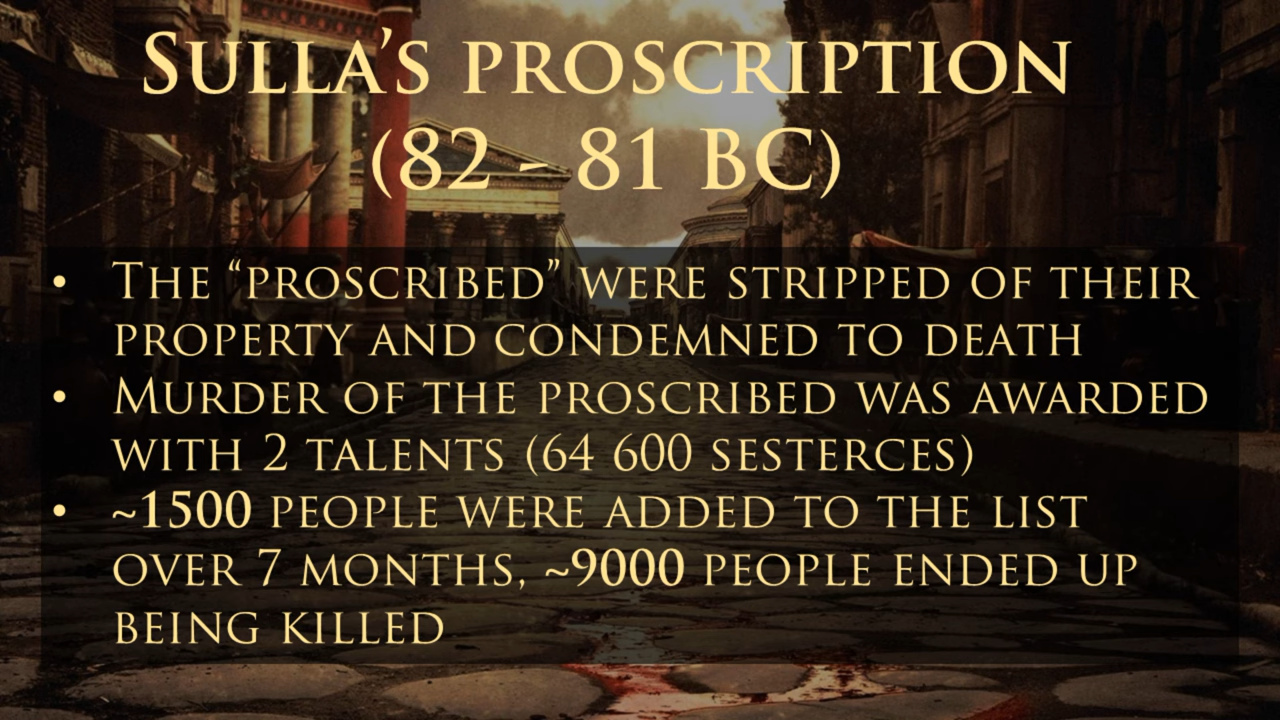 Sulla's proscription
(82 - 81 BC)
• The “proscribed” were stripped of their
property and condemned to death
• Murder of the proscribed was awarded
with 2 talents (64 600 sesterces)
• ~1500 people were added to the list
over 7 months, ~9000 people ended up
being killed